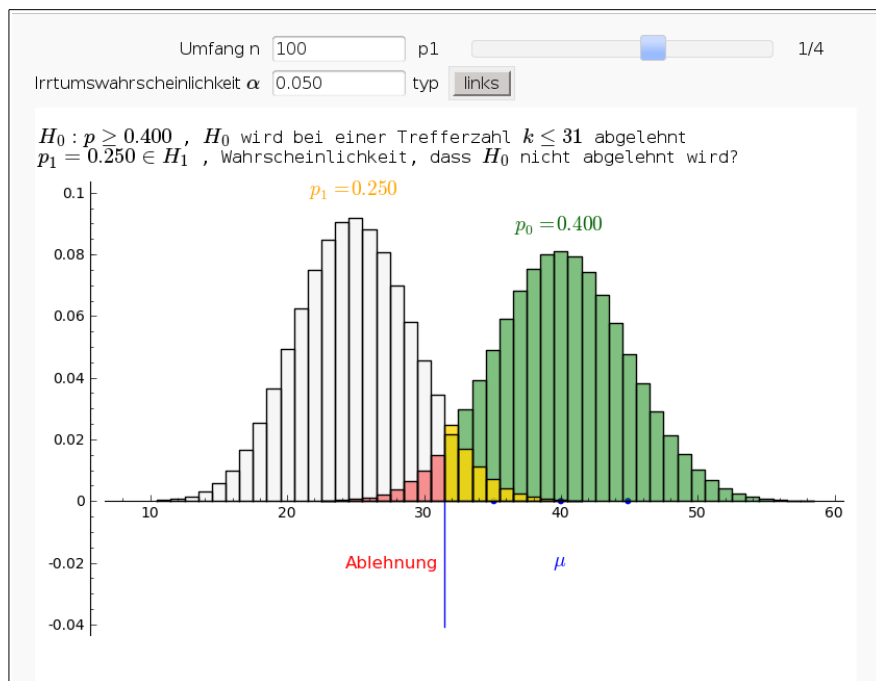 Umfang n 100 p1 1/4
Irrtumswahrscheinlichkeit α 0.050 typ links
H₀ : p ≥ 0.400 , H₀ wird bei einer Trefferzahl k ≤ 31 abgelehnt
p₁ = 0.250 ∈ H₁ , Wahrscheinlichkeit, dass H₀ nicht abgelehnt wird?
0.1
p₁ = 0.250
p₀ = 0.400
0.08
0.06
0.04
0.02
0
10 20 30 40 50 60
Ablehnung μ
-0.02
-0.04